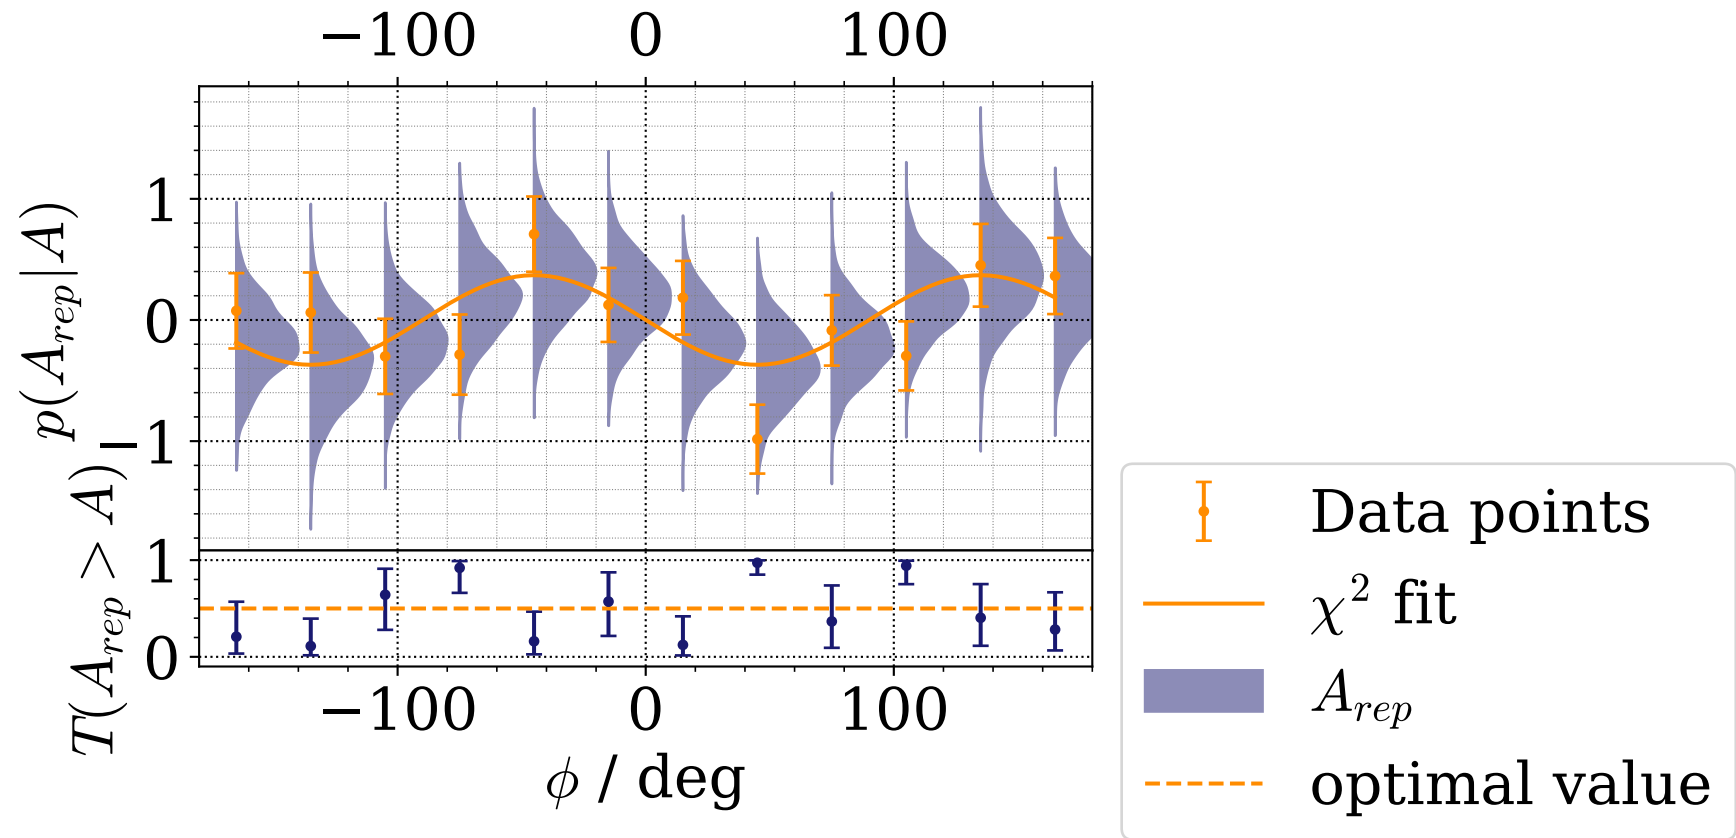 −100 0 100
p(A_rep|A)
1
0
−1
T(A_rep > A)
1
0
−100 0 100
ϕ / deg
Data points
χ² fit
A_rep
optimal value